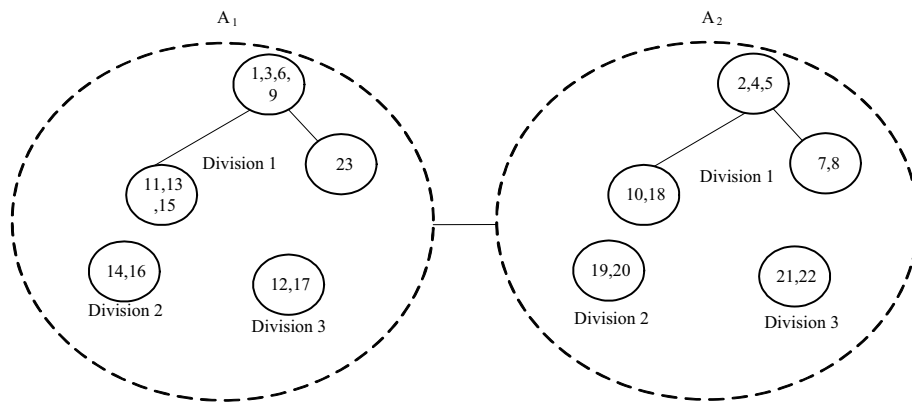 A1
A2
1,3,6,
9
2,4,5
Division 1
23
Division 1
7,8
11,13
,15
10,18
14,16
12,17
19,20
21,22
Division 2
Division 3
Division 2
Division 3